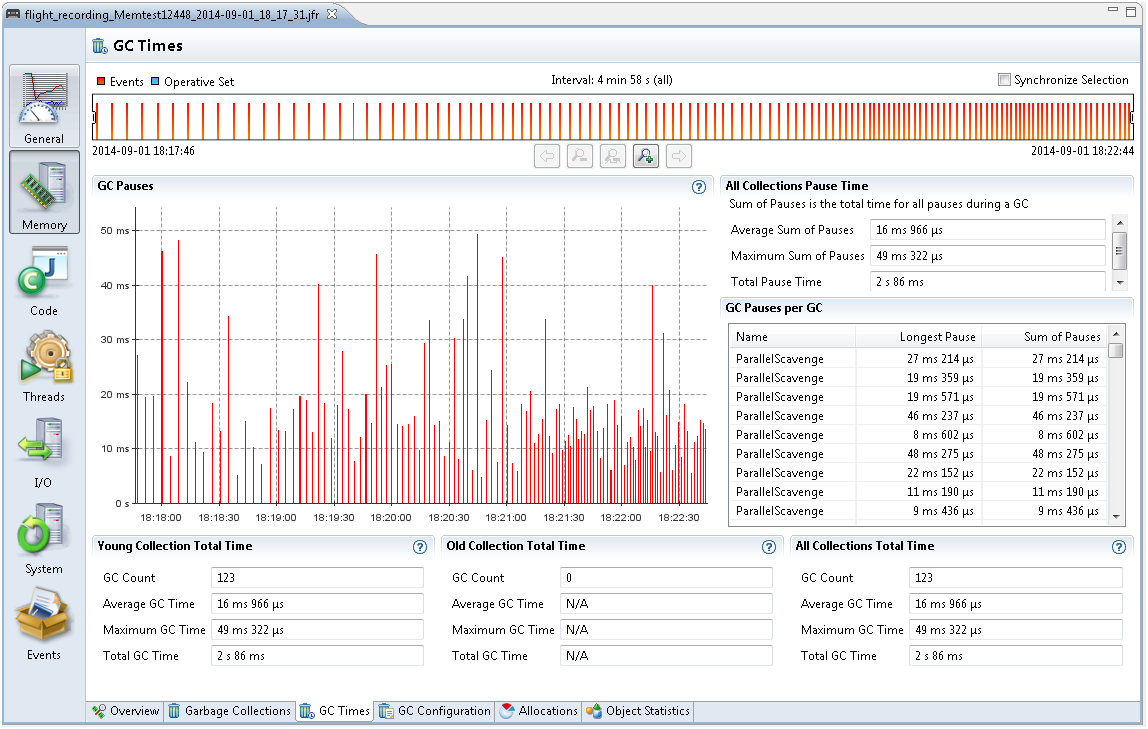 flight_recording_Memtest12448_2014-09-01_18_17_31.jfr
GC Times
Events Operative Set Interval: 4 min 58 s (all) Synchronize Selection
2014-09-01 18:17:46 2014-09-01 18:22:44
General
Memory
Code
Threads
I/O
System
Events
GC Pauses
50 ms
40 ms
30 ms
20 ms
10 ms
0 s
18:18:00 18:18:30 18:19:00 18:19:30 18:20:00 18:20:30 18:21:00 18:21:30 18:22:00 18:22:30
All Collections Pause Time
Sum of Pauses is the total time for all pauses during a GC
Average Sum of Pauses 16 ms 966 µs
Maximum Sum of Pauses 49 ms 322 µs
Total Pause Time 2 s 86 ms
GC Pauses per GC
Name Longest Pause Sum of Pauses
ParallelScavenge 27 ms 214 µs 27 ms 214 µs
ParallelScavenge 19 ms 359 µs 19 ms 359 µs
ParallelScavenge 19 ms 571 µs 19 ms 571 µs
ParallelScavenge 46 ms 237 µs 46 ms 237 µs
ParallelScavenge 8 ms 602 µs 8 ms 602 µs
ParallelScavenge 48 ms 275 µs 48 ms 275 µs
ParallelScavenge 22 ms 152 µs 22 ms 152 µs
ParallelScavenge 11 ms 190 µs 11 ms 190 µs
ParallelScavenge 9 ms 436 µs 9 ms 436 µs
Young Collection Total Time
GC Count 123
Average GC Time 16 ms 966 µs
Maximum GC Time 49 ms 322 µs
Total GC Time 2 s 86 ms
Old Collection Total Time
GC Count 0
Average GC Time N/A
Maximum GC Time N/A
Total GC Time N/A
All Collections Total Time
GC Count 123
Average GC Time 16 ms 966 µs
Maximum GC Time 49 ms 322 µs
Total GC Time 2 s 86 ms
Overview Garbage Collections GC Times GC Configuration Allocations Object Statistics